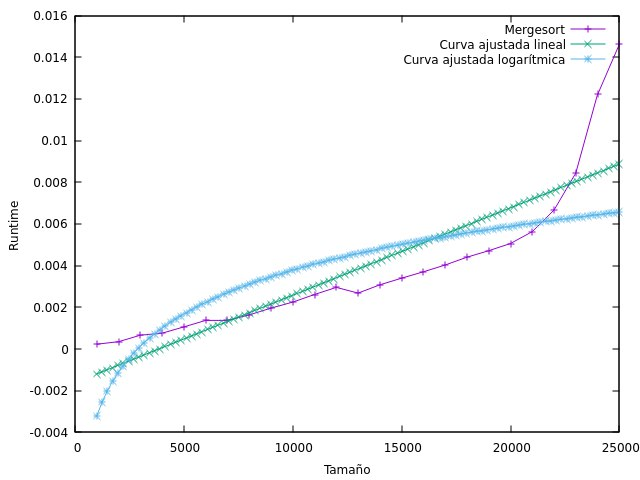 0.016
0.014
0.012
0.01
0.008
0.006
0.004
0.002
0
-0.002
-0.004
Runtime
Mergesort
Curva ajustada lineal
Curva ajustada logarítmica
0 5000 10000 15000 20000 25000
Tamaño